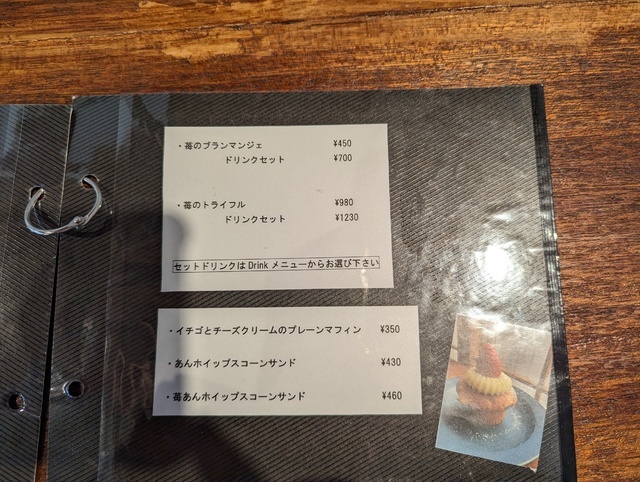 ・苺のブランマンジェ ¥450
ドリンクセット ¥700
・苺のトライフル ¥980
ドリンクセット ¥1230
セットドリンクは Drink メニューからお選び下さい
・イチゴとチーズクリームのプレーンマフィン ¥350
・あんホイップスコーンサンド ¥430
・苺あんホイップスコーンサンド ¥460